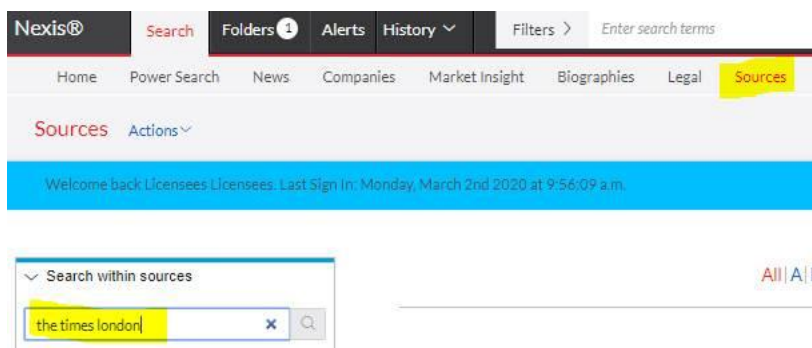 Nexis® Search Folders 1 Alerts History Filters Enter search terms
Home Power Search News Companies Market Insight Biographies Legal Sources
Sources Actions
Welcome back Licensees Licensees. Last Sign In: Monday, March 2nd 2020 at 9:56:09 a.m.
Search within sources
All | A |
the times london